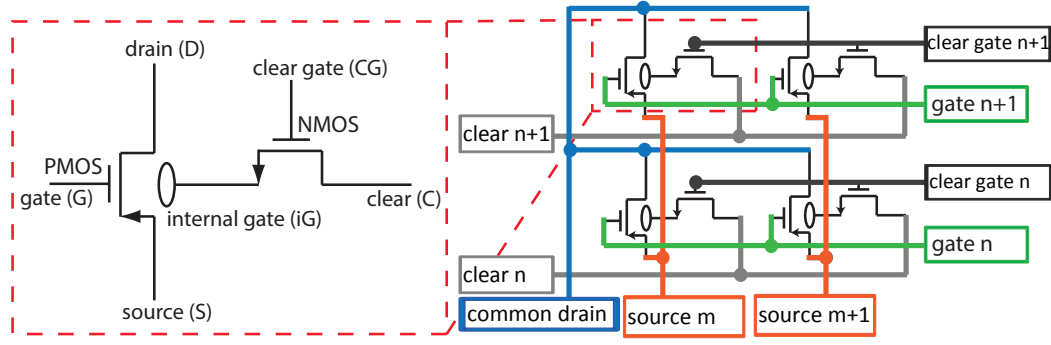 drain (D)
clear gate (CG)
NMOS
PMOS
gate (G)
internal gate (iG)
clear (C)
source (S)
clear gate n+1
gate n+1
clear n+1
clear gate n
gate n
clear n
common drain
source m
source m+1